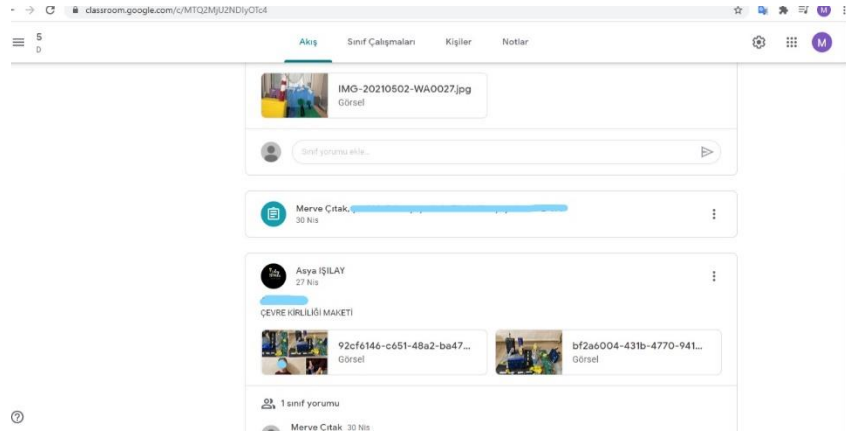 classroom.google.com/c/MTQ2MjU2NDIyOTc4
M
5
D
Akış
Sınıf Çalışmaları
Kişiler
Notlar
M
IMG-20210502-WA0027.jpg
Görsel
Sınıf yorumu ekle...
Merve Çıtak,
30 Nis
Asya IŞILAY
27 Nis
ÇEVRE KİRLİLİĞİ MAKETİ
92cf6146-c651-48a2-ba47...
Görsel
bf2a6004-431b-4770-941...
Görsel
1 sınıf yorumu
Merve Çıtak 30 Nis